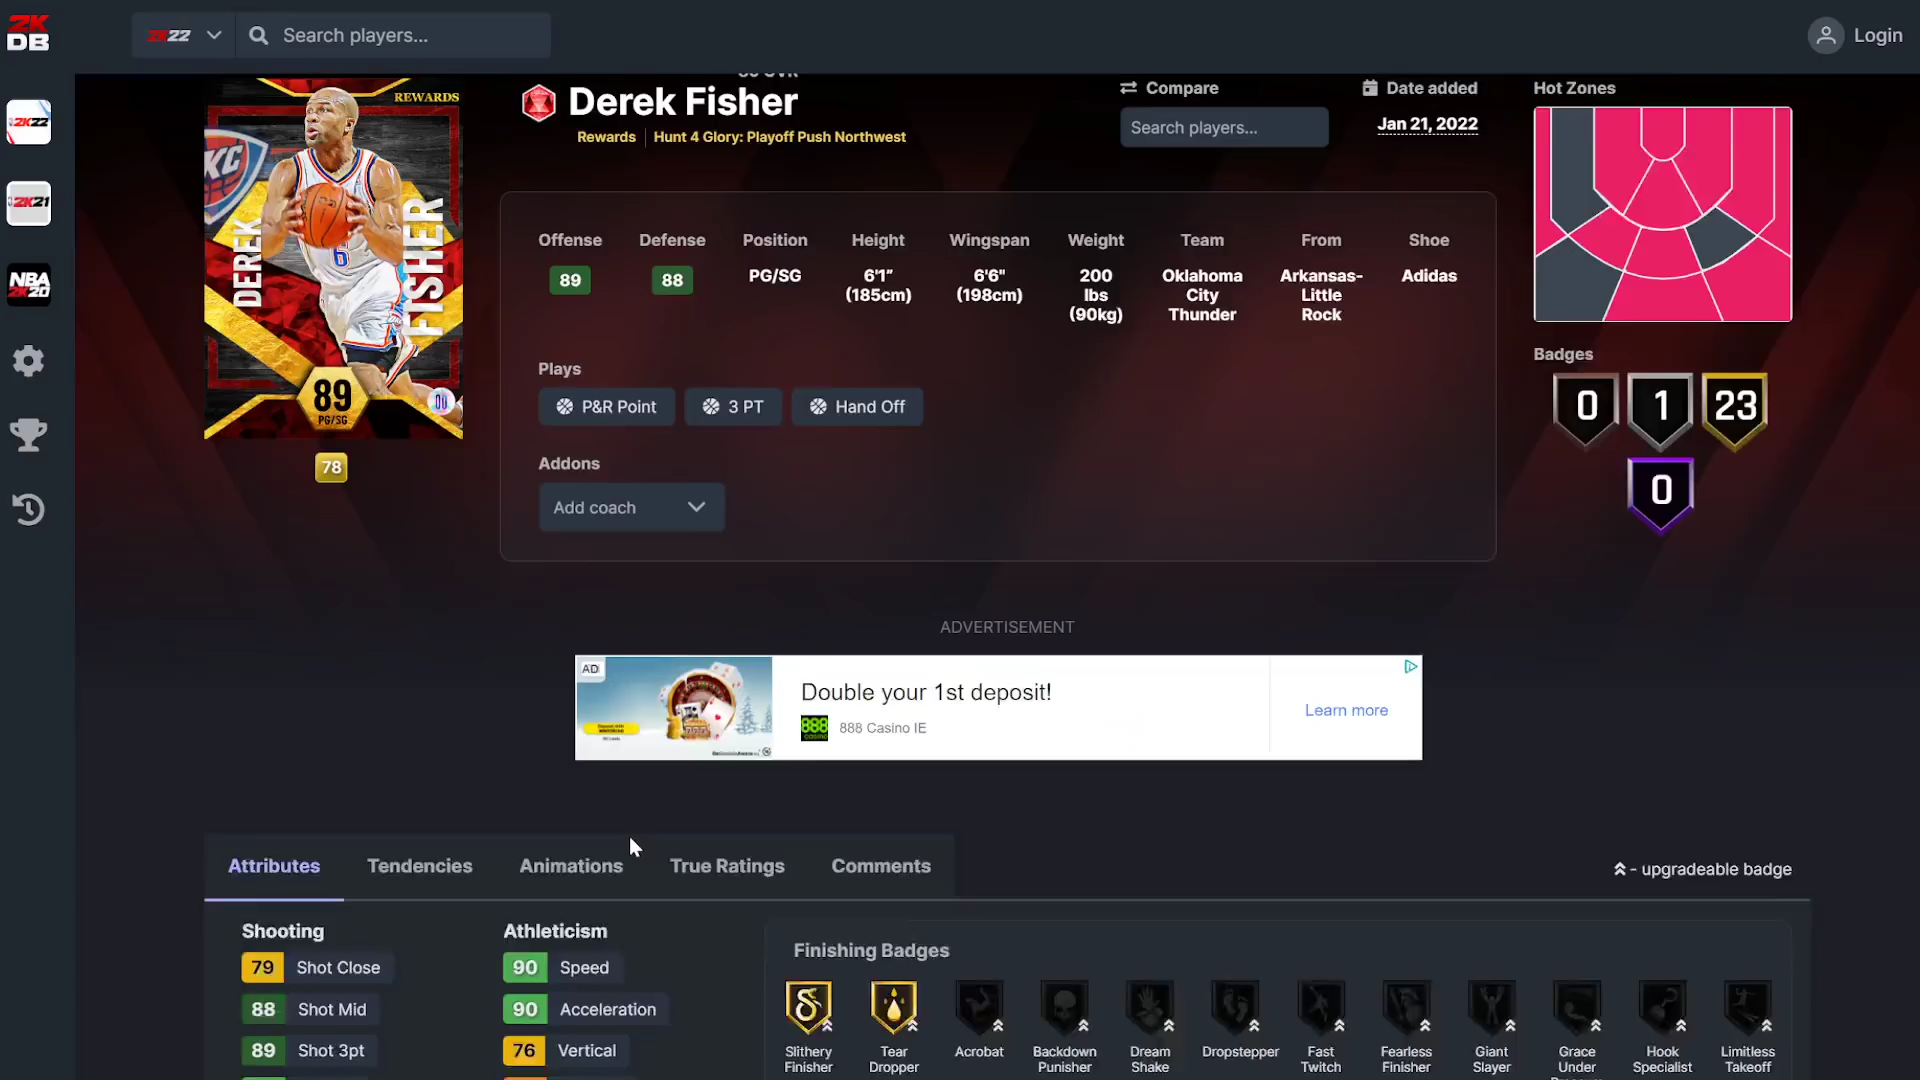 2K
DB
2K22
Search players...
Login
2K22
2K21
NBA
2K20
REWARDS
DEREK
FISHER
6
89
PG/SG
78
Derek Fisher
Rewards
Hunt 4 Glory: Playoff Push Northwest
Compare
Search players...
Date added
Jan 21, 2022
Hot Zones
Offense
89
Defense
88
Position
PG/SG
Height
6'1"
(185cm)
Wingspan
6'6"
(198cm)
Weight
200
lbs
(90kg)
Team
Oklahoma
City
Thunder
From
Arkansas-
Little
Rock
Shoe
Adidas
Plays
P&R Point
3 PT
Hand Off
Addons
Add coach
Badges
0
1
23
0
ADVERTISEMENT
AD
Double your 1st deposit!
888
casino
888 Casino IE
Learn more
Attributes
Tendencies
Animations
True Ratings
Comments
- upgradeable badge
Shooting
79 Shot Close
88 Shot Mid
89 Shot 3pt
Athleticism
90 Speed
90 Acceleration
76 Vertical
Finishing Badges
Slithery
Finisher
Tear
Dropper
Acrobat
Backdown
Punisher
Dream
Shake
Dropstepper
Fast
Twitch
Fearless
Finisher
Giant
Slayer
Grace
Under
Hook
Specialist
Limitless
Takeoff